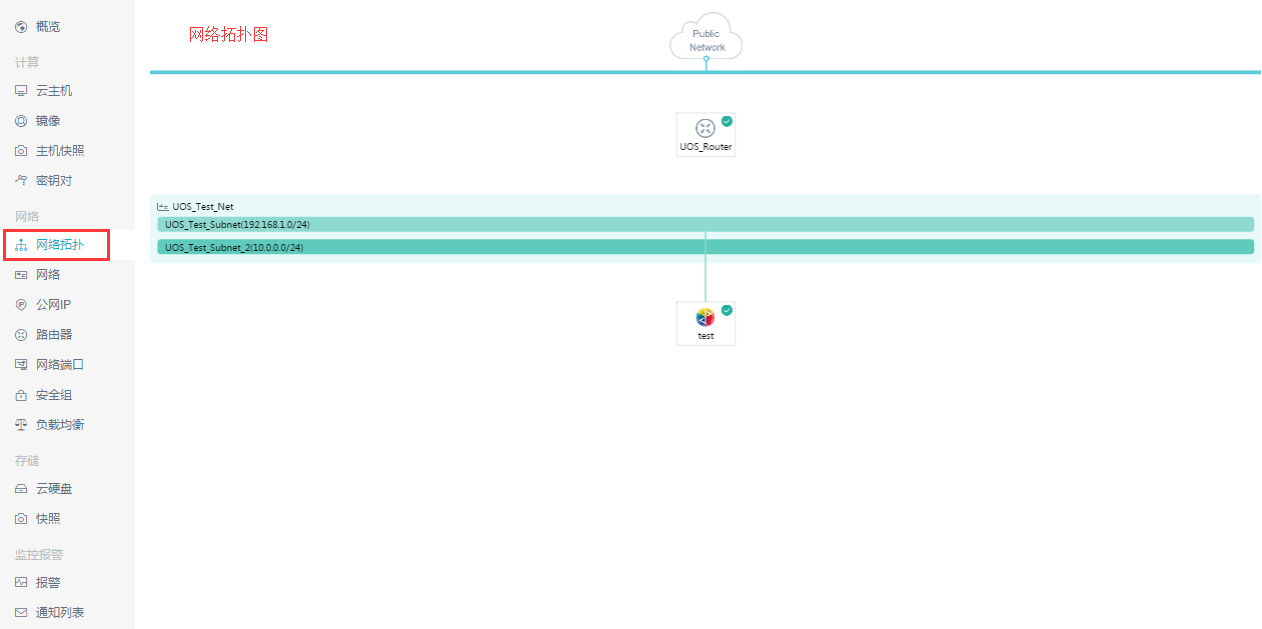 概览
计算
云主机
镜像
主机快照
密钥对
网络
网络拓扑
网络
公网IP
路由器
网络端口
安全组
负载均衡
存储
云硬盘
快照
监控报警
报警
通知列表
网络拓扑图
Public
Network
UOS_Router
UOS_Test_Net
UOS_Test_Subnet(192.168.1.0/24)
UOS_Test_Subnet_2(10.0.0.0/24)
test